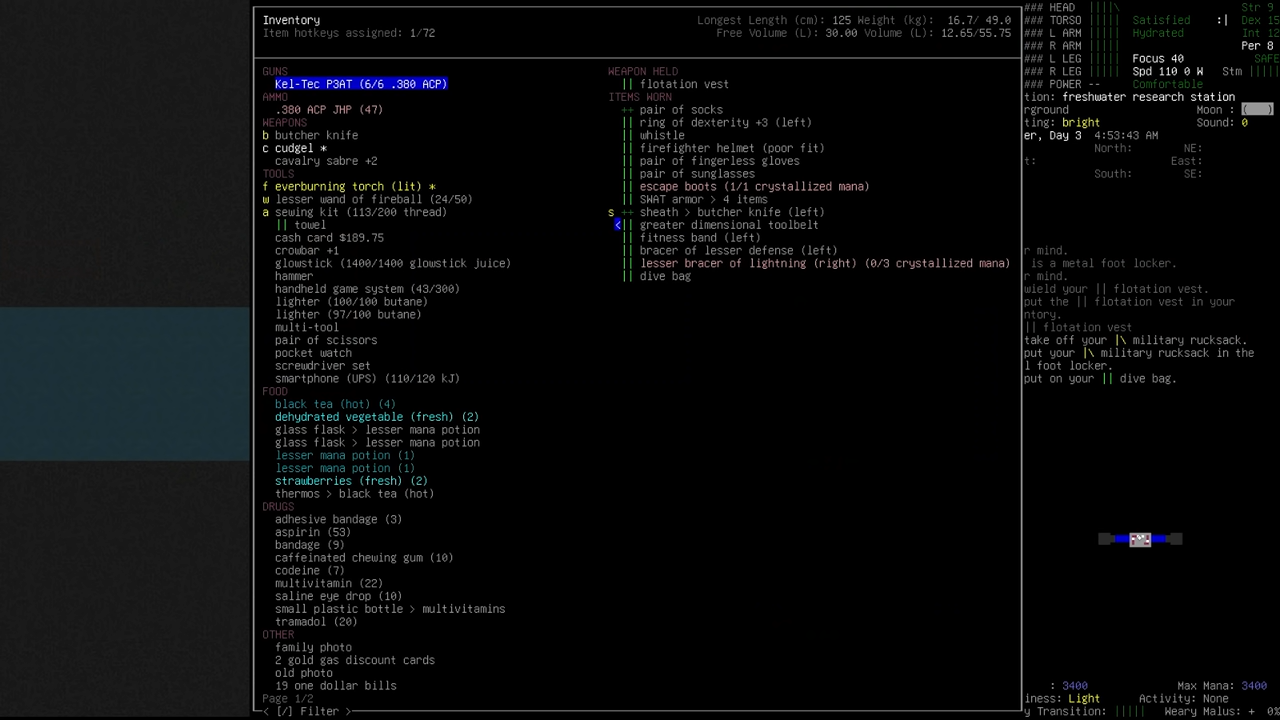 Inventory
Longest Length (cm): 125 Weight (kg): 16.7/ 49.0
Item hotkeys assigned: 1/72
Free Volume (L): 30.00 Volume (L): 12.65/55.75
GUNS
Kel-Tec P3AT (6/6 .380 ACP)
AMMO
.380 ACP JHP (47)
WEAPONS
b butcher knife
c cudgel *
cavalry sabre +2
TOOLS
f everburning torch (lit) *
w lesser wand of fireball (24/50)
a sewing kit (113/200 thread)
|| towel
cash card $189.75
crowbar +1
glowstick (1400/1400 glowstick juice)
hammer
handheld game system (43/300)
lighter (100/100 butane)
lighter (97/100 butane)
multi-tool
pair of scissors
pocket watch
screwdriver set
smartphone (UPS) (110/120 kJ)
FOOD
black tea (hot) (4)
dehydrated vegetable (fresh) (2)
glass flask > lesser mana potion
glass flask > lesser mana potion
lesser mana potion (1)
lesser mana potion (1)
strawberries (fresh) (2)
thermos > black tea (hot)
DRUGS
adhesive bandage (3)
aspirin (53)
bandage (9)
caffeinated chewing gum (10)
codeine (7)
multivitamin (22)
saline eye drop (10)
small plastic bottle > multivitamins
tramadol (20)
OTHER
family photo
2 gold gas discount cards
old photo
19 one dollar bills
Page 1/2
< [/] Filter >
WEAPON HELD
|| flotation vest
ITEMS WORN
++ pair of socks
|| ring of dexterity +3 (left)
|| whistle
|| firefighter helmet (poor fit)
|| pair of fingerless gloves
|| pair of sunglasses
|| escape boots (1/1 crystallized mana)
|| SWAT armor > 4 items
s ++ sheath > butcher knife (left)
<|| greater dimensional toolbelt
|| fitness band (left)
|| bracer of lesser defense (left)
|| lesser bracer of lightning (right) (0/3 crystallized mana)
|| dive bag
### HEAD ||||\ Str 9
### TORSO ||||| Satisfied :| Dex 15
### L ARM ||||| Hydrated Int 12
### R ARM ||||| Per 8
### L LEG ||||| Focus 40 SAFE
### R LEG ||||| Spd 110 0 W Stm |||||
### POWER -- Comfortable
tion: freshwater research station
rground Moon : ( )
ting: bright Sound: 0
er, Day 3 4:53:43 AM
North: NE:
t: East:
South: SE:
r mind.
is a metal foot locker.
r mind.
wield your || flotation vest.
put the || flotation vest in your
ntory.
|| flotation vest
take off your |\ military rucksack.
put your |\ military rucksack in the
l foot locker.
put on your || dive bag.
: 3400 Max Mana: 3400
iness: Light Activity: None
y Transition: ||||| Weary Malus: + 0%